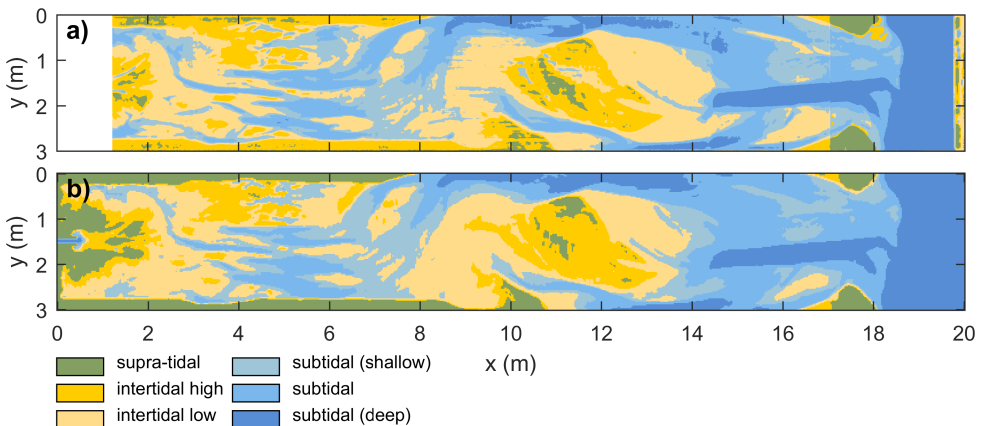 a)
0
1
2
3
y (m)
b)
0
1
2
3
y (m)
0 2 4 6 8 10 12 14 16 18 20
x (m)
supra-tidal
intertidal high
intertidal low
subtidal (shallow)
subtidal
subtidal (deep)